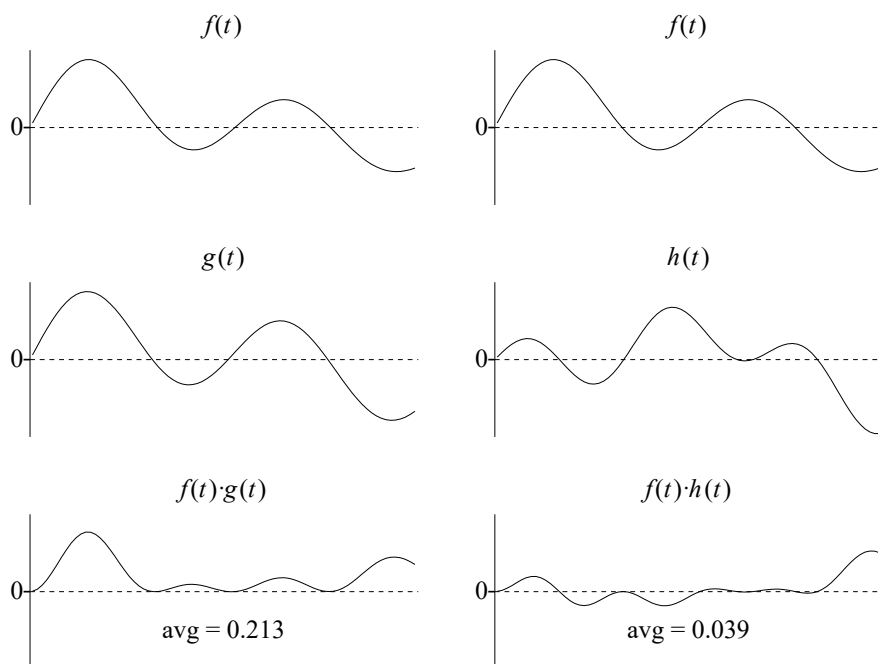 f(t)
f(t)
0
0
g(t)
h(t)
0
0
f(t)·g(t)
f(t)·h(t)
0
0
avg = 0.213
avg = 0.039